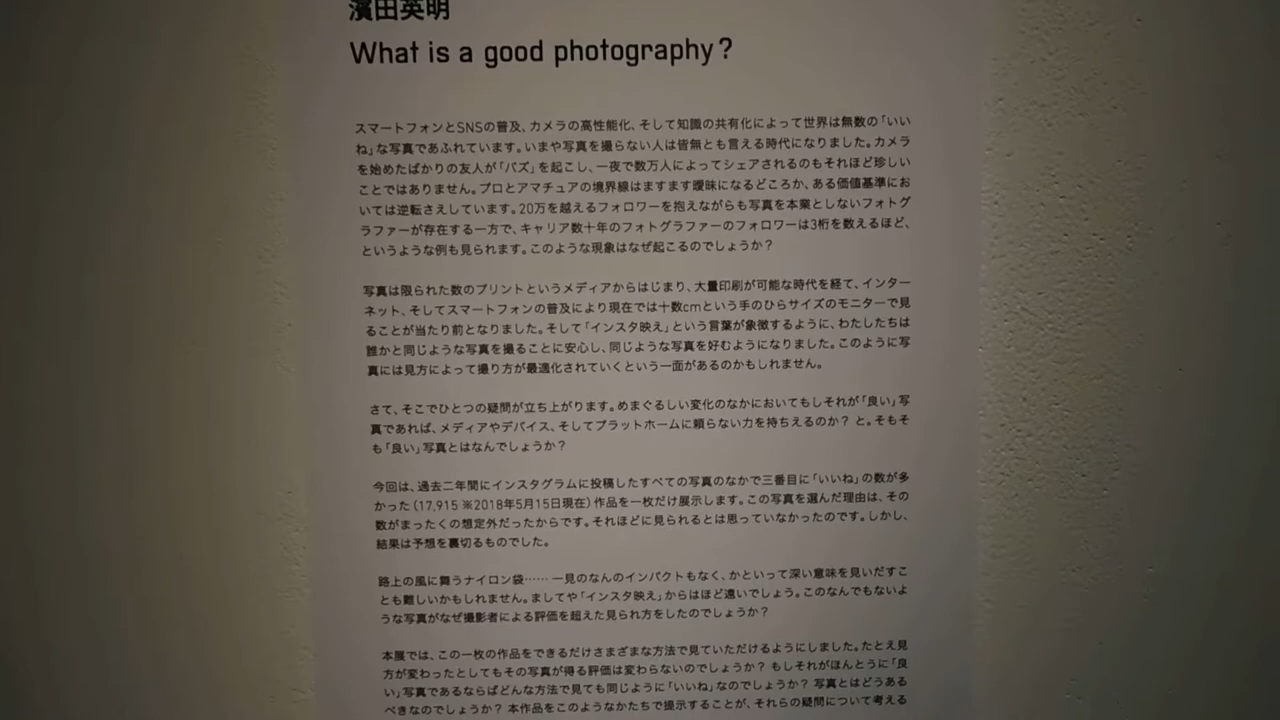 濱田英明
What is a good photography?
スマートフォンとSNSの普及、カメラの高性能化、そして知識の共有化によって世界は無数の「いい
ね」な写真であふれています。いまや写真を撮らない人は皆無とも言える時代になりました。カメラ
を始めたばかりの友人が「バズ」を起こし、一夜で数万人によってシェアされるのもそれほど珍しい
ことではありません。プロとアマチュアの境界線はますます曖昧になるどころか、ある価値基準にお
いては逆転さえしています。20万を越えるフォロワーを抱えながらも写真を本業としないフォトグ
ラファーが存在する一方で、キャリア数十年のフォトグラファーのフォロワーは3桁を数えるほど、
というような例も見られます。このような現象はなぜ起こるのでしょうか?
写真は限られた数のプリントというメディアからはじまり、大量印刷が可能な時代を経て、インター
ネット、そしてスマートフォンの普及により現在では十数cmという手のひらサイズのモニターで見
ることが当たり前となりました。そして「インスタ映え」という言葉が象徴するように、わたしたちは
誰かと同じような写真を撮ることに安心し、同じような写真を好むようになりました。このように写
真には見方によって撮り方が最適化されていくという一面があるのかもしれません。
さて、そこでひとつの疑問が立ち上がります。めまぐるしい変化のなかにおいてもしそれが「良い」写
真であれば、メディアやデバイス、そしてプラットホームに頼らない力を持ちえるのか? と。そもそ
も「良い」写真とはなんでしょうか?
今回は、過去二年間にインスタグラムに投稿したすべての写真のなかで三番目に「いいね」の数が多
かった(17,915 ※2018年5月15日現在)作品を一枚だけ展示します。この写真を選んだ理由は、その
数がまったくの想定外だったからです。それほどに見られるとは思っていなかったのです。しかし、
結果は予想を裏切るものでした。
路上の風に舞うナイロン袋…… 一見のなんのインパクトもなく、かといって深い意味を見いだすこ
とも難しいかもしれません。ましてや「インスタ映え」からはほど遠いでしょう。このなんでもないよ
うな写真がなぜ撮影者による評価を超えた見られ方をしたのでしょうか?
本展では、この一枚の作品をできるだけさまざまな方法で見ていただけるようにしました。たとえ見
方が変わったとしてもその写真が得る評価は変わらないのでしょうか? もしそれがほんとうに「良
い」写真であるならばどんな方法で見ても同じように「いいね」なのでしょうか? 写真とはどうある
べきなのでしょうか? 本作品をこのようなかたちで提示することが、それらの疑問について考える